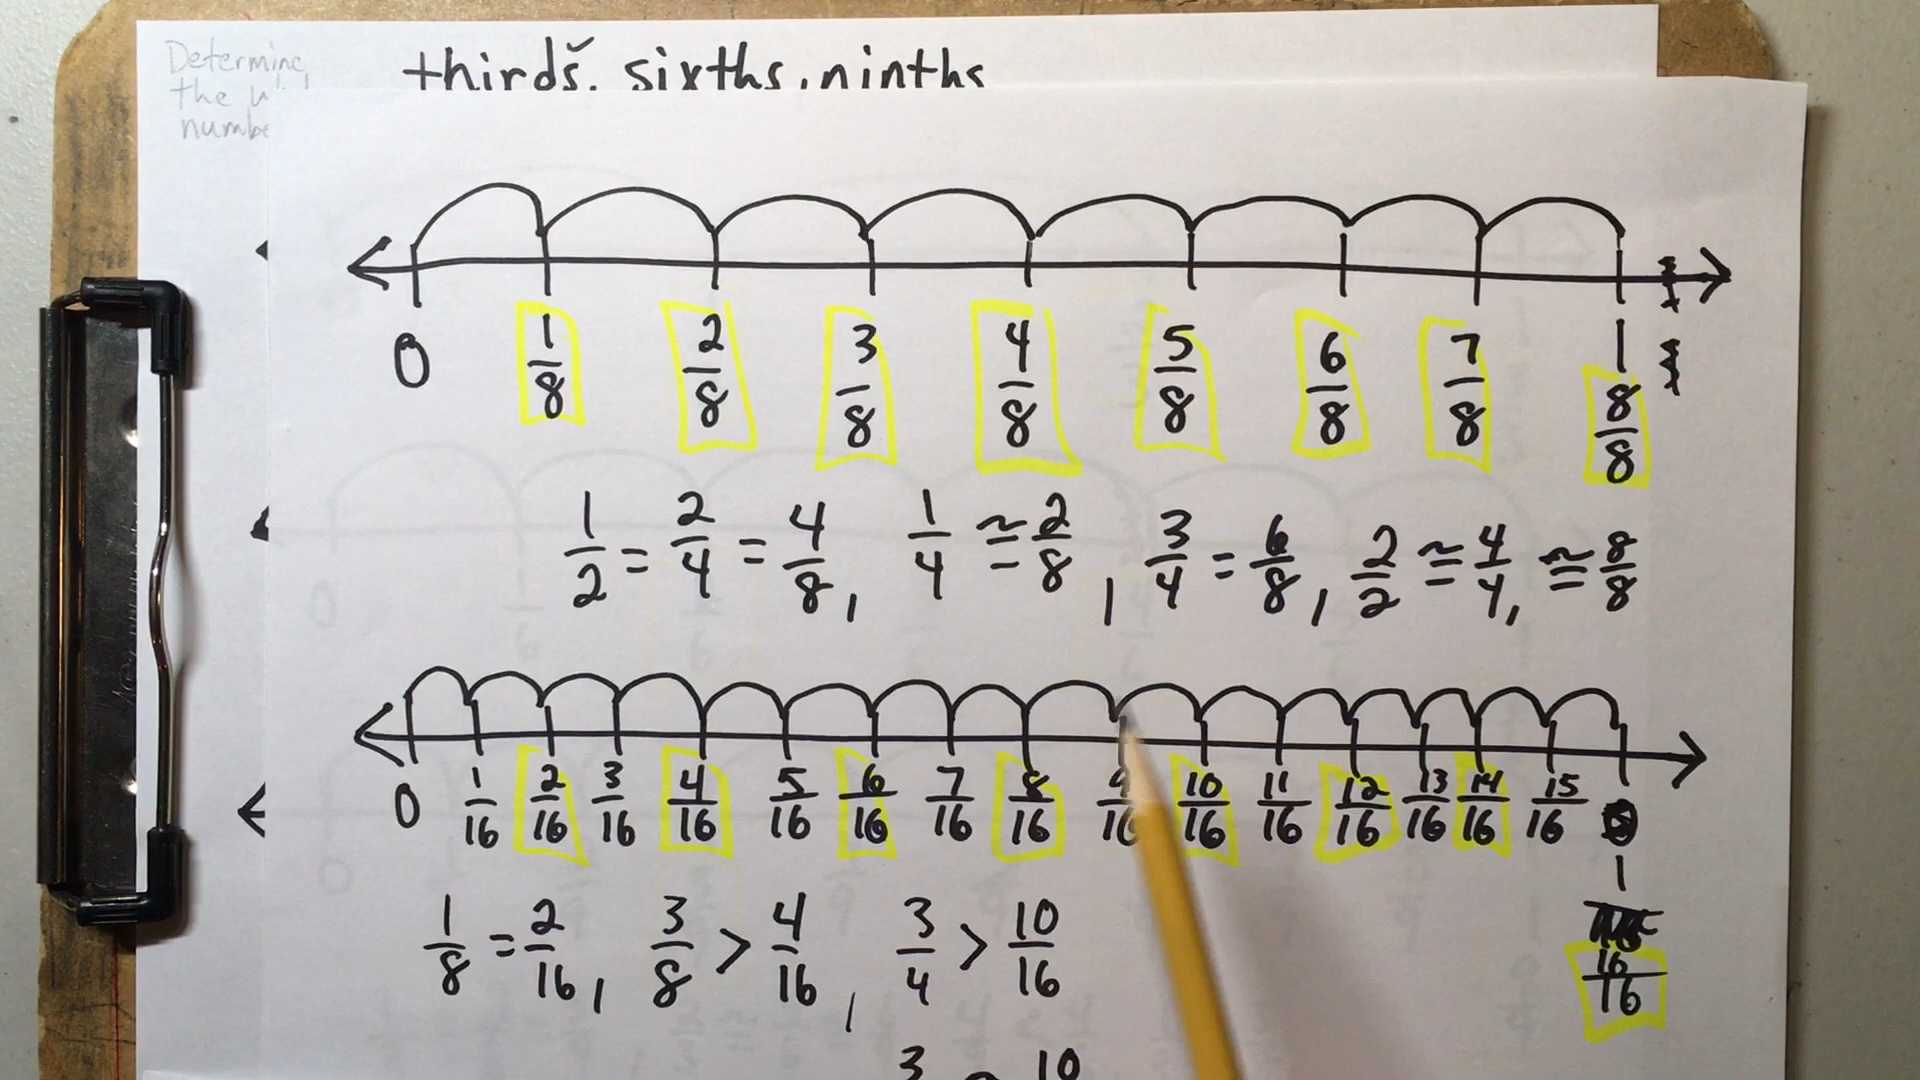 Determine
the
thirds, sixths, ninths
0 1/8 2/8 3/8 4/8 5/8 6/8 7/8 1 8/8
1/2 = 2/4 = 4/8, 1/4 ≅ 2/8, 3/4 = 6/8, 2/2 ≅ 4/4, ≅ 8/8
0 1/16 2/16 3/16 4/16 5/16 6/16 7/16 8/16 9/16 10/16 11/16 12/16 13/16 14/16 15/16 1 16/16
1/8 = 2/16, 3/8 > 4/16, 3/4 > 10/16
3 10